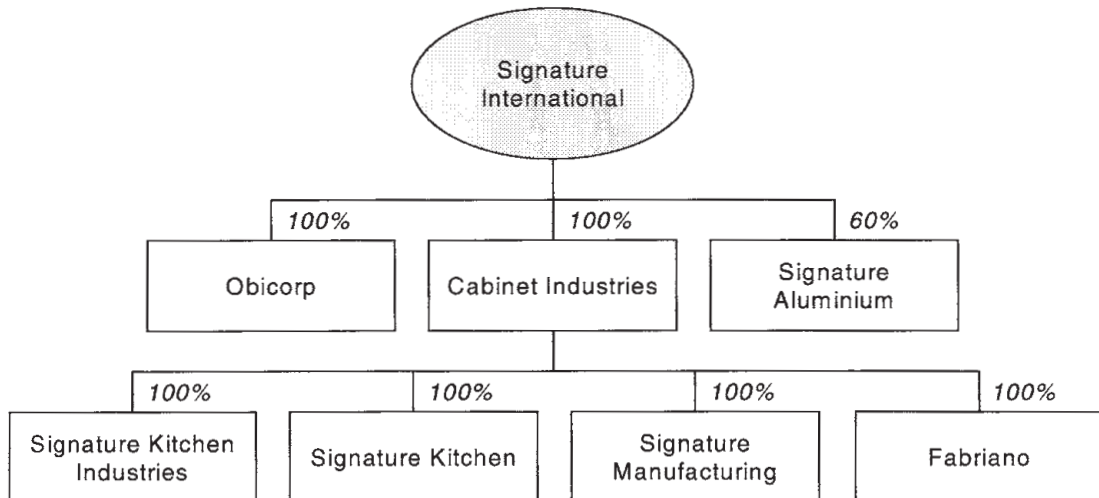 Signature
International
100%
100%
60%
Obicorp
Cabinet Industries
Signature
Aluminium
100%
100%
100%
100%
Signature Kitchen
Industries
Signature Kitchen
Signature
Manufacturing
Fabriano